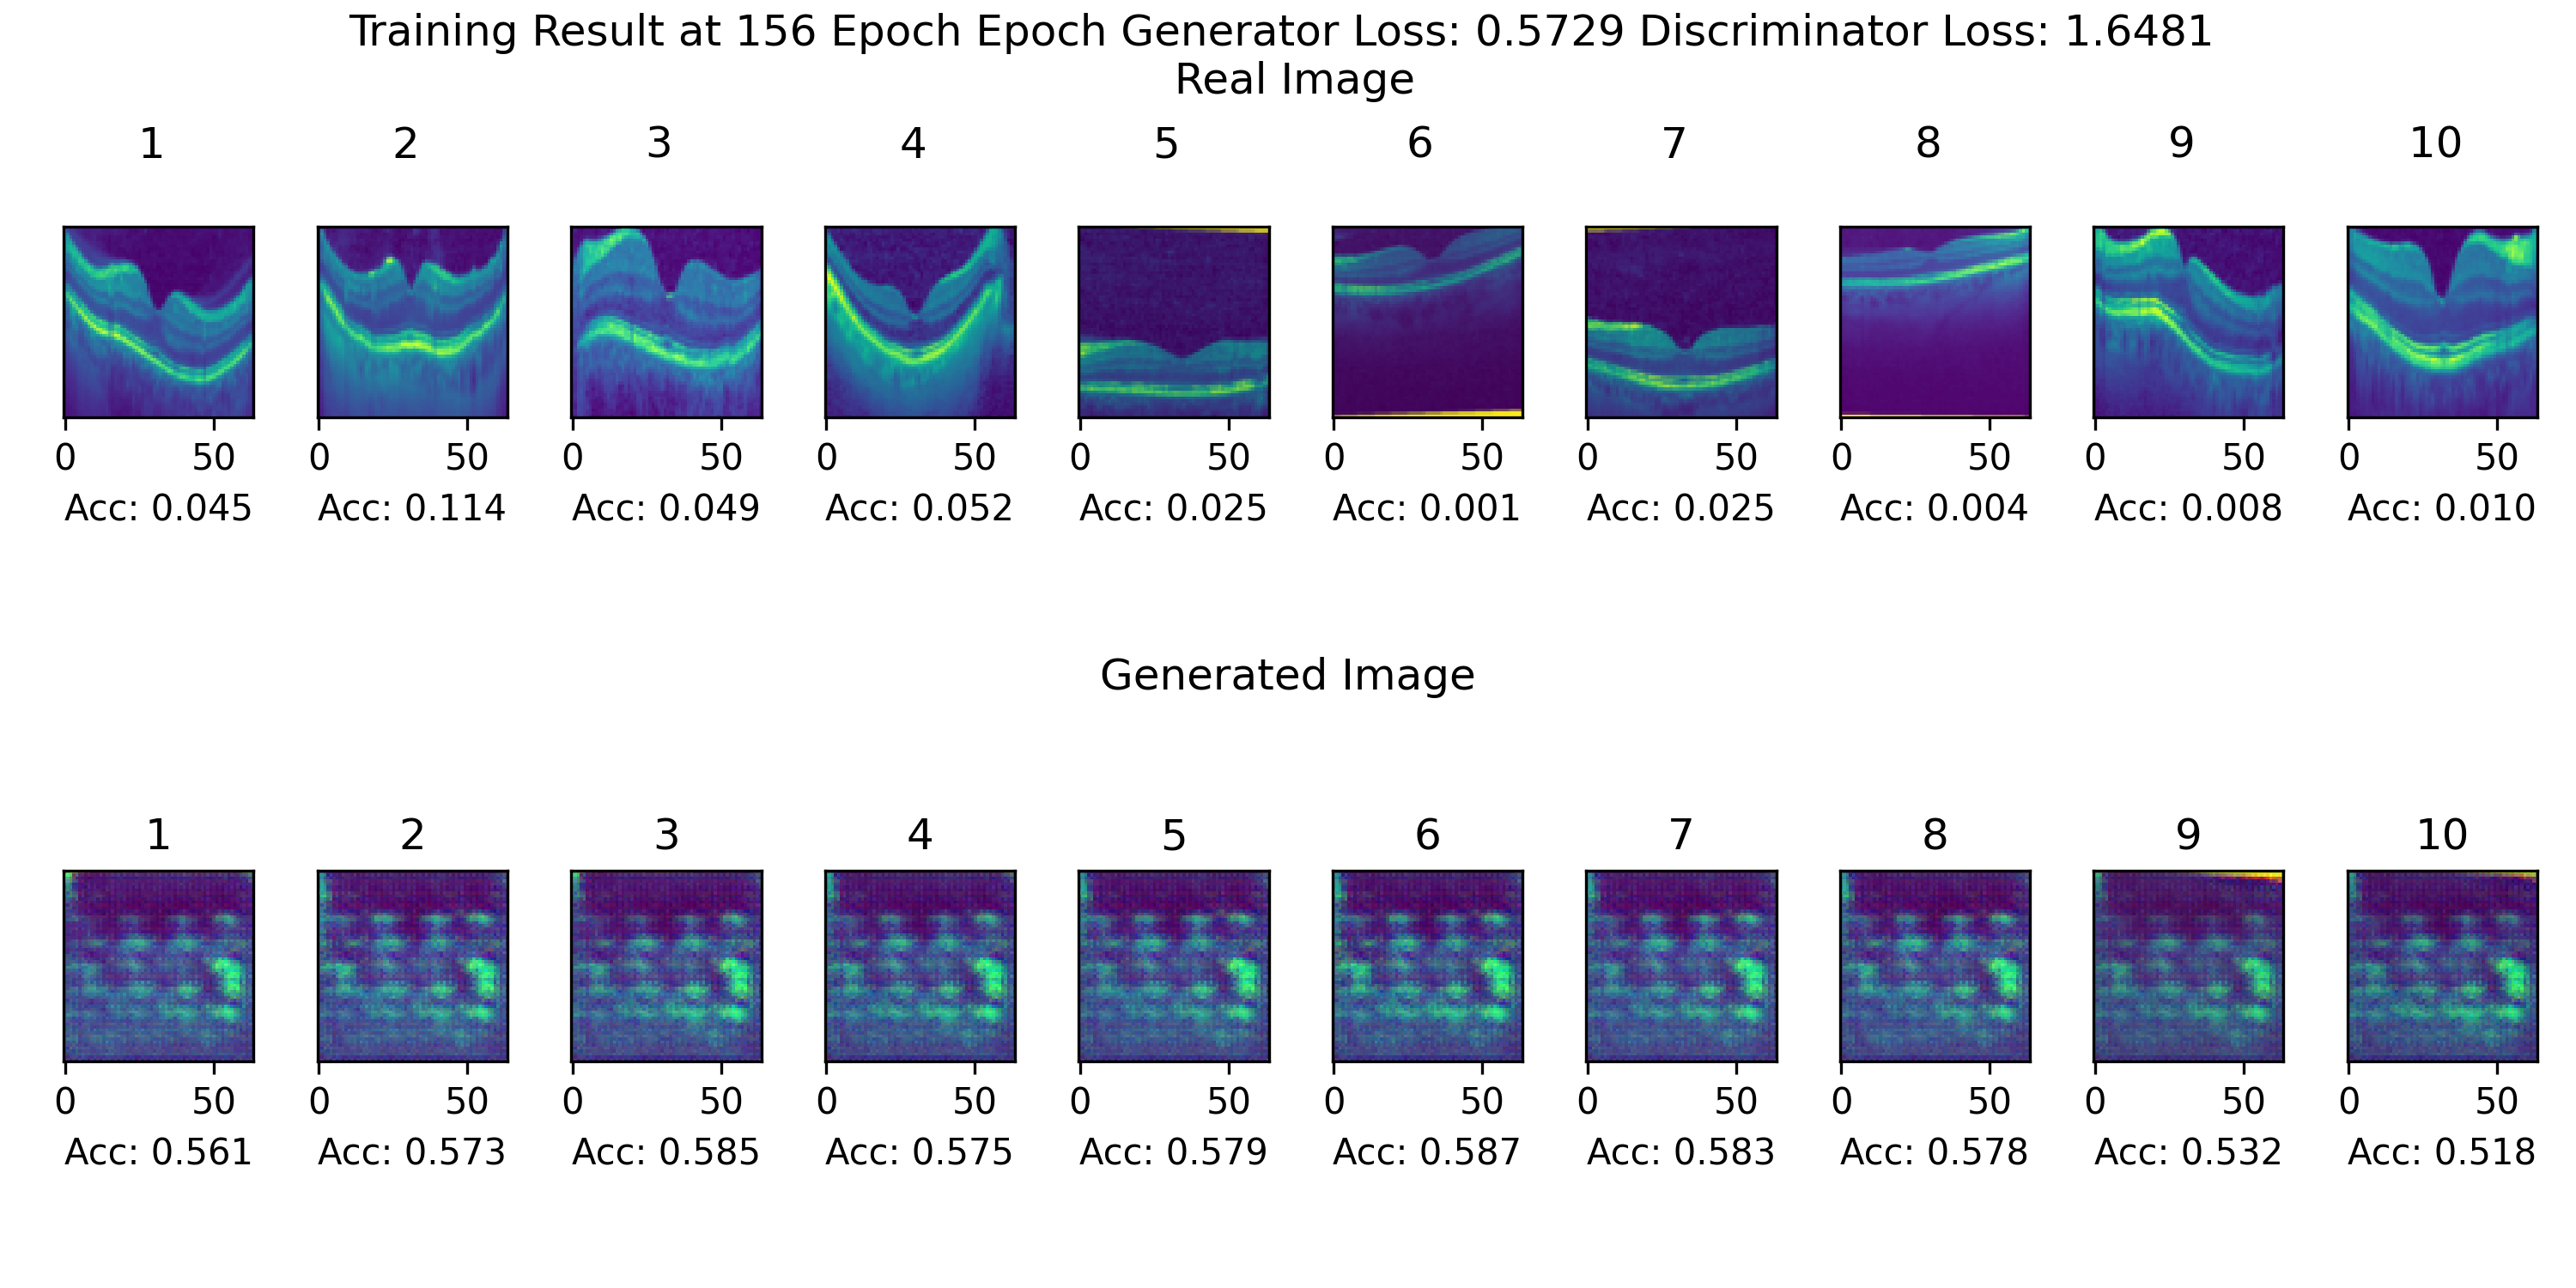 Training Result at 156 Epoch Epoch Generator Loss: 0.5729 Discriminator Loss: 1.6481
Real Image
1 2 3 4 5 6 7 8 9 10
0 50 0 50 0 50 0 50 0 50 0 50 0 50 0 50 0 50 0 50
Acc: 0.045 Acc: 0.114 Acc: 0.049 Acc: 0.052 Acc: 0.025 Acc: 0.001 Acc: 0.025 Acc: 0.004 Acc: 0.008 Acc: 0.010
Generated Image
1 2 3 4 5 6 7 8 9 10
0 50 0 50 0 50 0 50 0 50 0 50 0 50 0 50 0 50 0 50
Acc: 0.561 Acc: 0.573 Acc: 0.585 Acc: 0.575 Acc: 0.579 Acc: 0.587 Acc: 0.583 Acc: 0.578 Acc: 0.532 Acc: 0.518